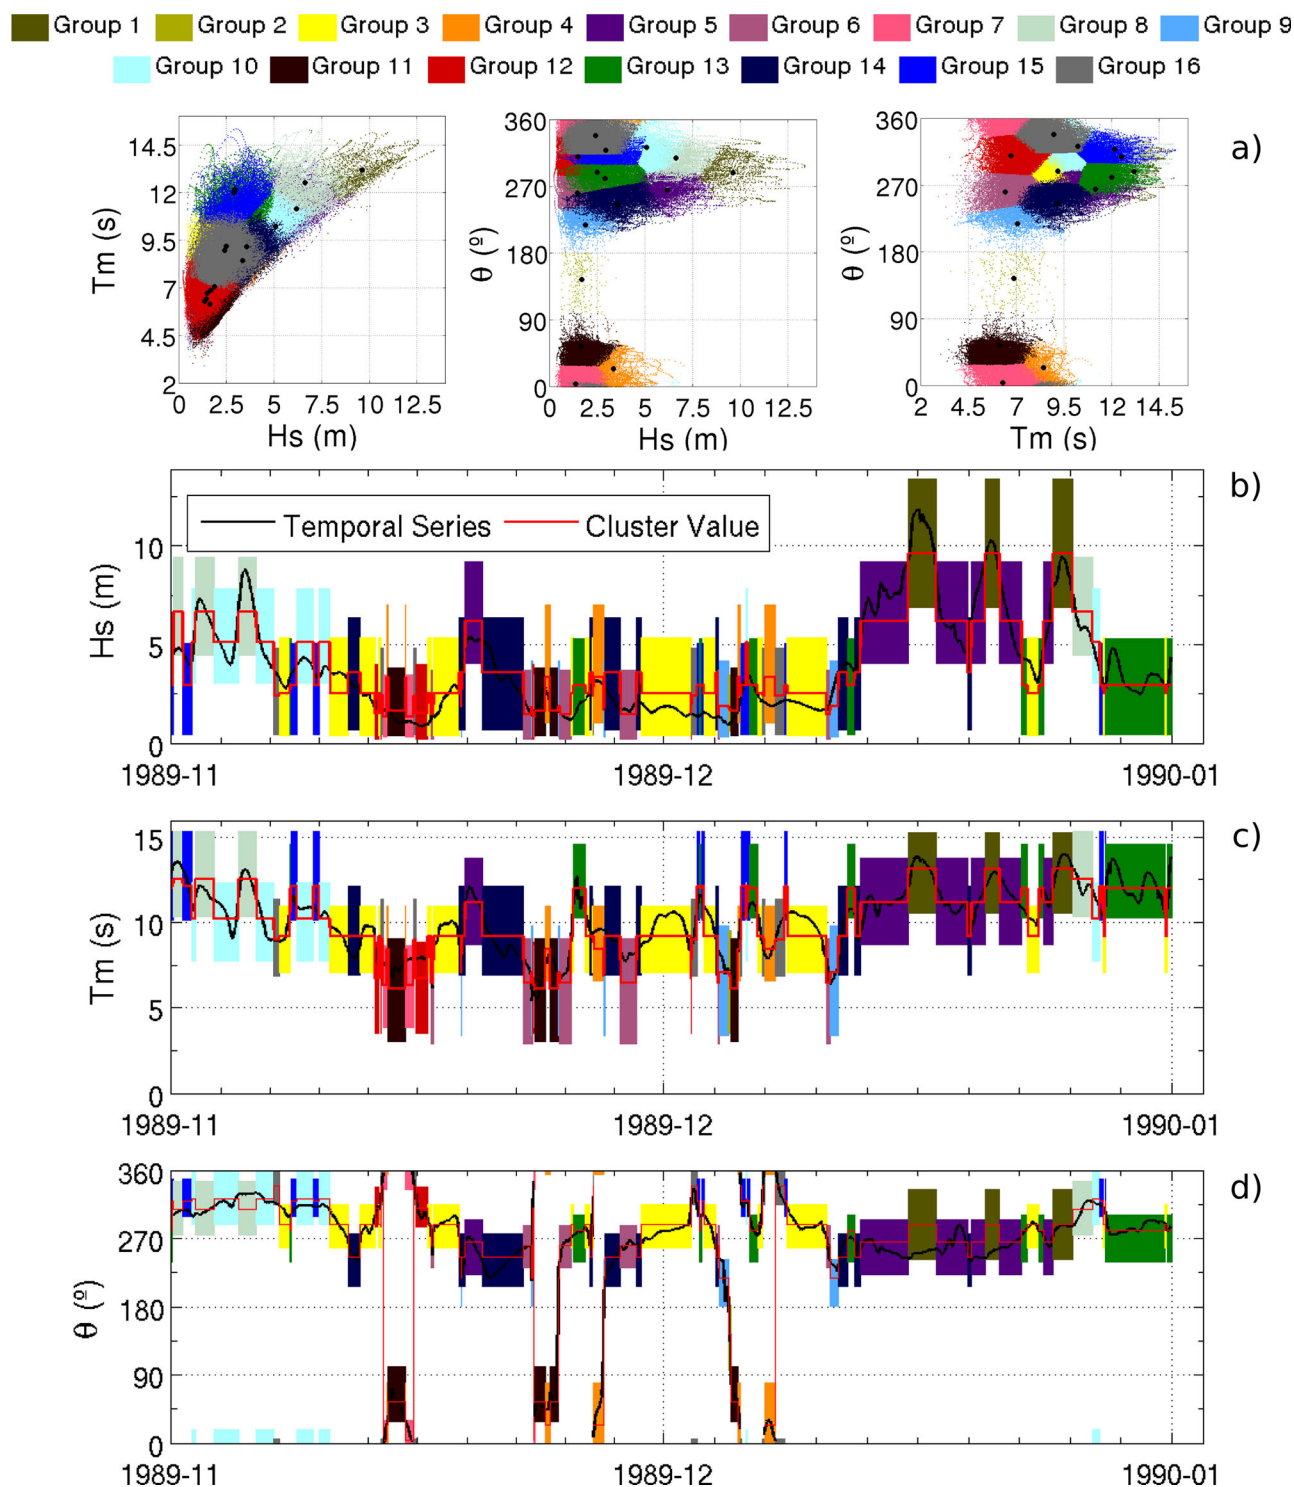 Group 1 Group 2 Group 3 Group 4 Group 5 Group 6 Group 7 Group 8 Group 9
Group 10 Group 11 Group 12 Group 13 Group 14 Group 15 Group 16
a)
Tm (s)
14.5
12
9.5
7
4.5
2
0 2.5 5 7.5 10 12.5
Hs (m)
θ (º)
360
270
180
90
0
0 2.5 5 7.5 10 12.5
Hs (m)
θ (º)
360
270
180
90
0
2 4.5 7 9.5 12 14.5
Tm (s)
b)
Temporal Series Cluster Value
Hs (m)
10
5
0
1989-11 1989-12 1990-01
c)
Tm (s)
15
10
5
0
1989-11 1989-12 1990-01
d)
θ (º)
360
270
180
90
0
1989-11 1989-12 1990-01